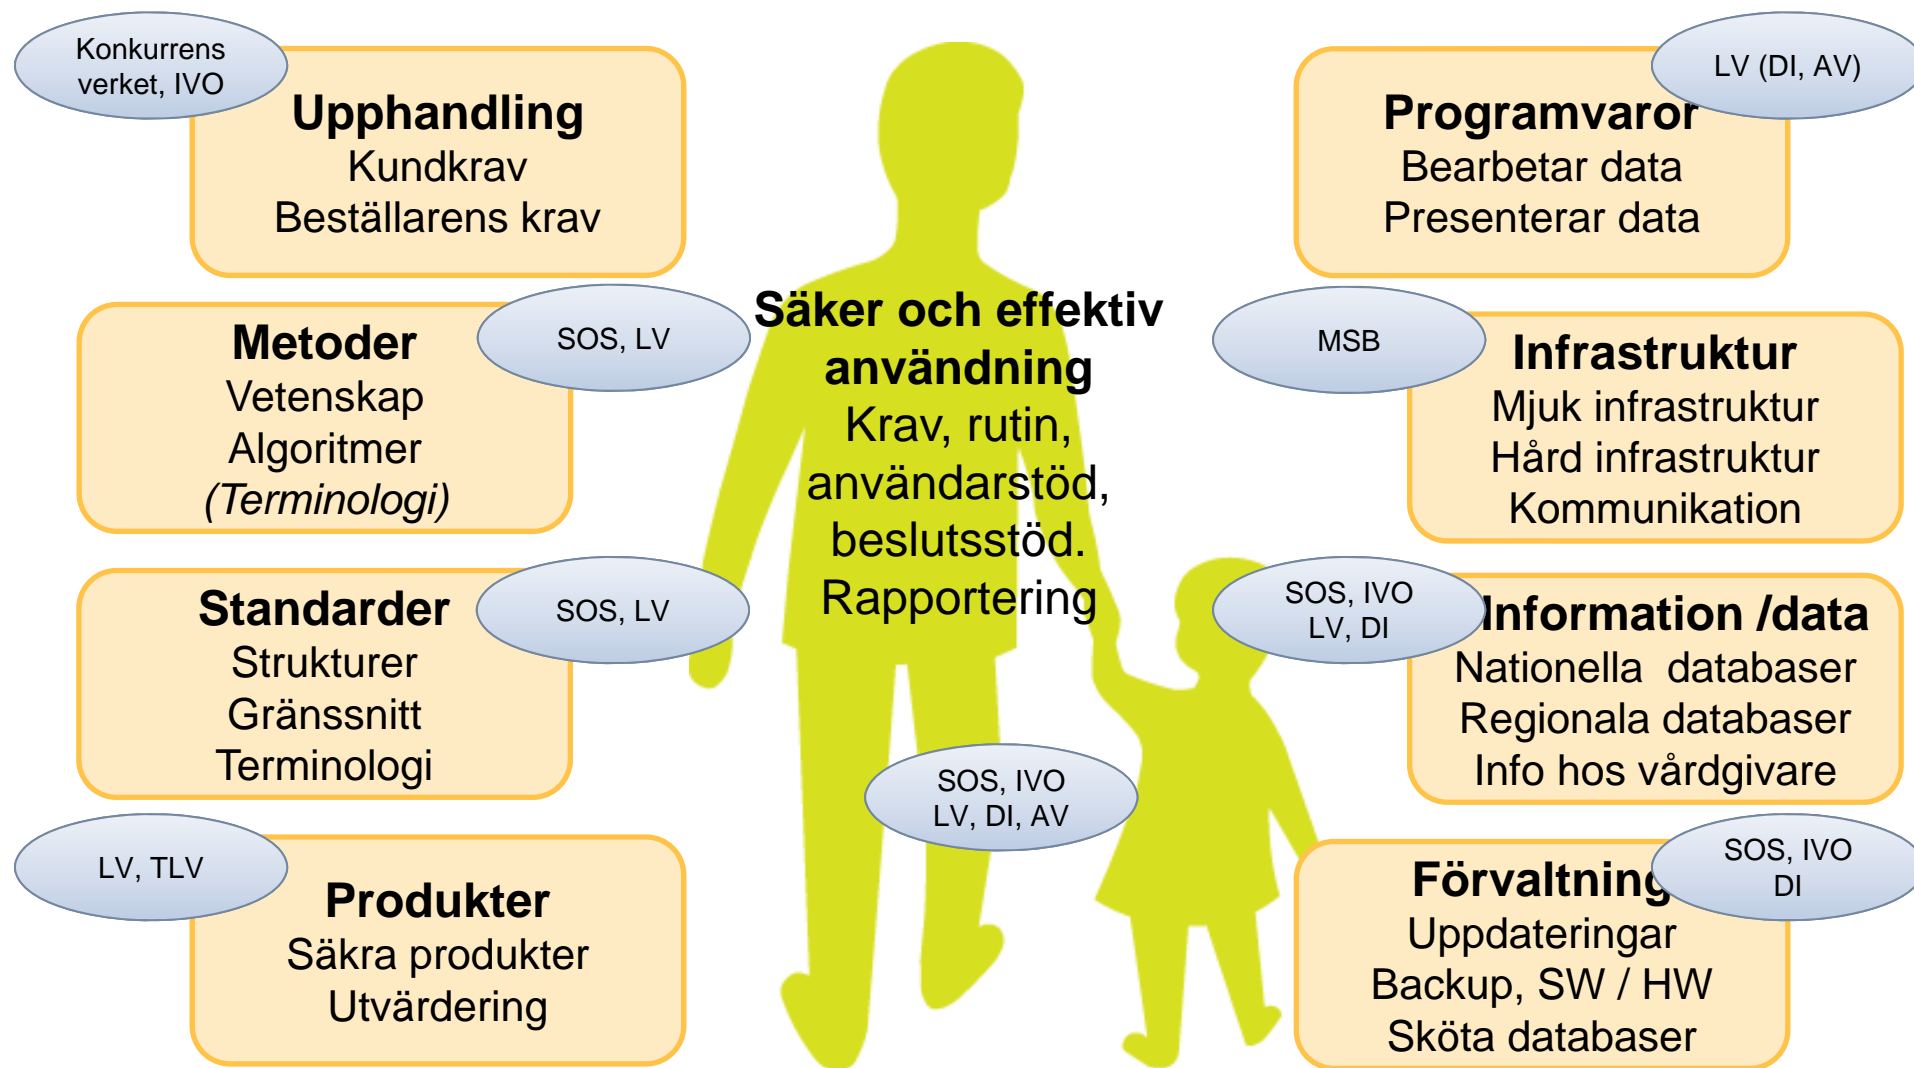 Konkurrens
verket, IVO
Upphandling
Kundkrav
Beställarens krav
SOS, LV
Metoder
Vetenskap
Algoritmer
(Terminologi)
SOS, LV
Standarder
Strukturer
Gränssnitt
Terminologi
LV, TLV
Produkter
Säkra produkter
Utvärdering
Säker och effektiv
användning
Krav, rutin,
användarstöd,
beslutsstöd.
Rapportering
SOS, IVO
LV, DI, AV
LV (DI, AV)
Programvaror
Bearbetar data
Presenterar data
MSB
Infrastruktur
Mjuk infrastruktur
Hård infrastruktur
Kommunikation
SOS, IVO
LV, DI
Information /data
Nationella databaser
Regionala databaser
Info hos vårdgivare
SOS, IVO
DI
Förvaltning
Uppdateringar
Backup, SW / HW
Sköta databaser